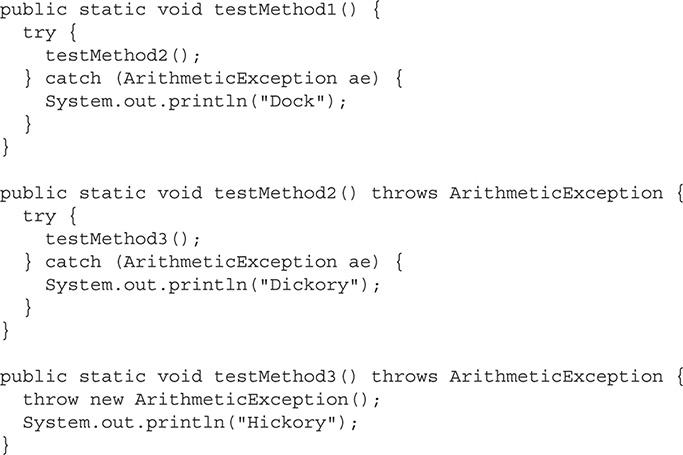 public static void testMethod1() {
  try {
    testMethod2();
  } catch (ArithmeticException ae) {
    System.out.println("Dock");
  }
}

public static void testMethod2() throws ArithmeticException {
  try {
    testMethod3();
  } catch (ArithmeticException ae) {
    System.out.println("Dickory");
  }
}

public static void testMethod3() throws ArithmeticException {
  throw new ArithmeticException();
  System.out.println("Hickory");
}